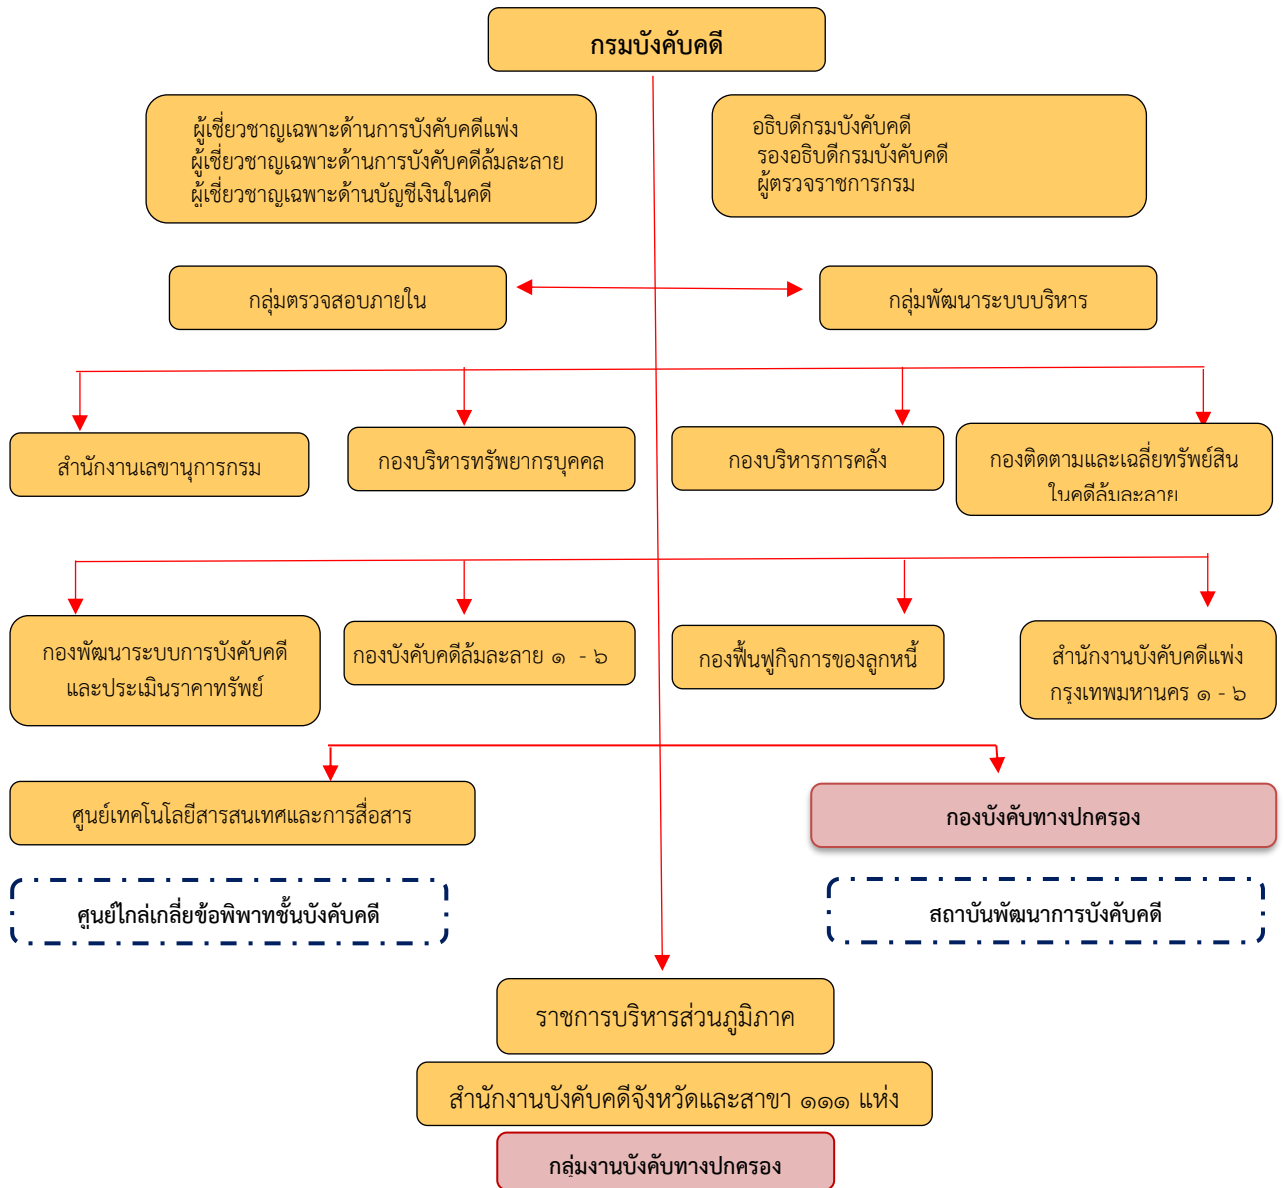 กรมบังคับคดี
ผู้เชี่ยวชาญเฉพาะด้านการบังคับคดีแพ่ง
ผู้เชี่ยวชาญเฉพาะด้านการบังคับคดีล้มละลาย
ผู้เชี่ยวชาญเฉพาะด้านบัญชีเงินในคดี
อธิบดีกรมบังคับคดี
รองอธิบดีกรมบังคับคดี
ผู้ตรวจราชการกรม
กลุ่มตรวจสอบภายใน
กลุ่มพัฒนาระบบบริหาร
สำนักงานเลขานุการกรม
กองบริหารทรัพยากรบุคคล
กองบริหารการคลัง
กองติดตามและเฉลี่ยทรัพย์สิน
ในคดีล้มละลาย
กองพัฒนาระบบการบังคับคดี
และประเมินราคาทรัพย์
กองบังคับคดีล้มละลาย ๑ - ๖
กองฟื้นฟูกิจการของลูกหนี้
สำนักงานบังคับคดีแพ่ง
กรุงเทพมหานคร ๑ - ๖
ศูนย์เทคโนโลยีสารสนเทศและการสื่อสาร
กองบังคับทางปกครอง
ศูนย์ไกล่เกลี่ยข้อพิพาทชั้นบังคับคดี
สถาบันพัฒนาการบังคับคดี
ราชการบริหารส่วนภูมิภาค
สำนักงานบังคับคดีจังหวัดและสาขา ๑๑๑ แห่ง
กลุ่มงานบังคับทางปกครอง